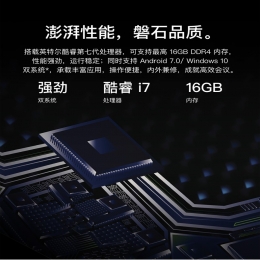 澎湃性能，磐石品质。
搭载英特尔酷睿第七代处理器，可支持最高 16GB DDR4 内存，
性能强劲、运行稳定；同时支持 Android 7.0/ Windows 10
双系统*，承载丰富应用，操作便捷，内外兼修，成就高效会议。
强劲 酷睿 i7 16GB
双系统 处理器 内存